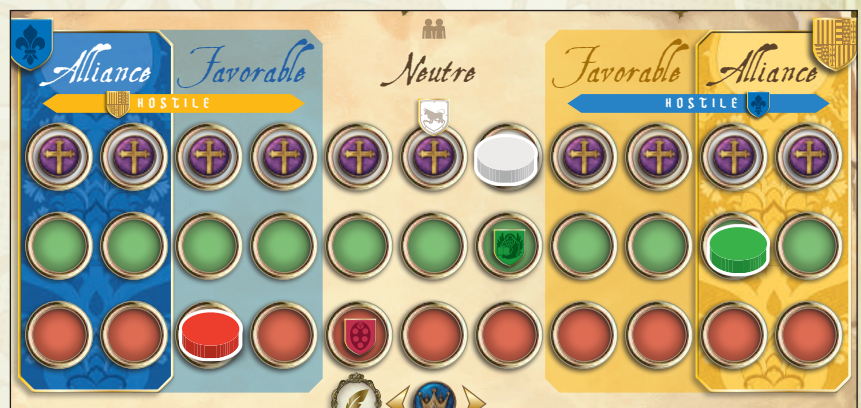 Alliance
Favorable
Neutre
Favorable
Alliance
HOSTILE
HOSTILE